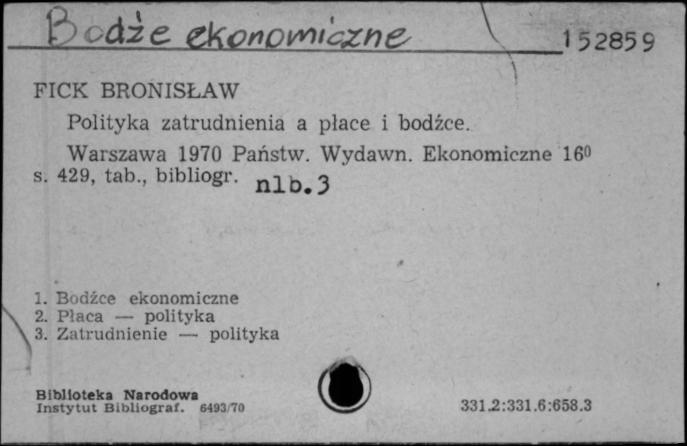 Bodźe ekonomiczne
152859
FICK BRONISŁAW
Polityka zatrudnienia a płace i bodźce.
Warszawa 1970 Państw. Wydawn. Ekonomiczne 16⁰
s. 429, tab., bibliogr. nlb.3
1. Bodźce ekonomiczne
2. Płaca — polityka
3. Zatrudnienie — polityka
Biblioteka Narodowa
Instytut Bibliograf. 6493/70
331.2:331.6:658.3